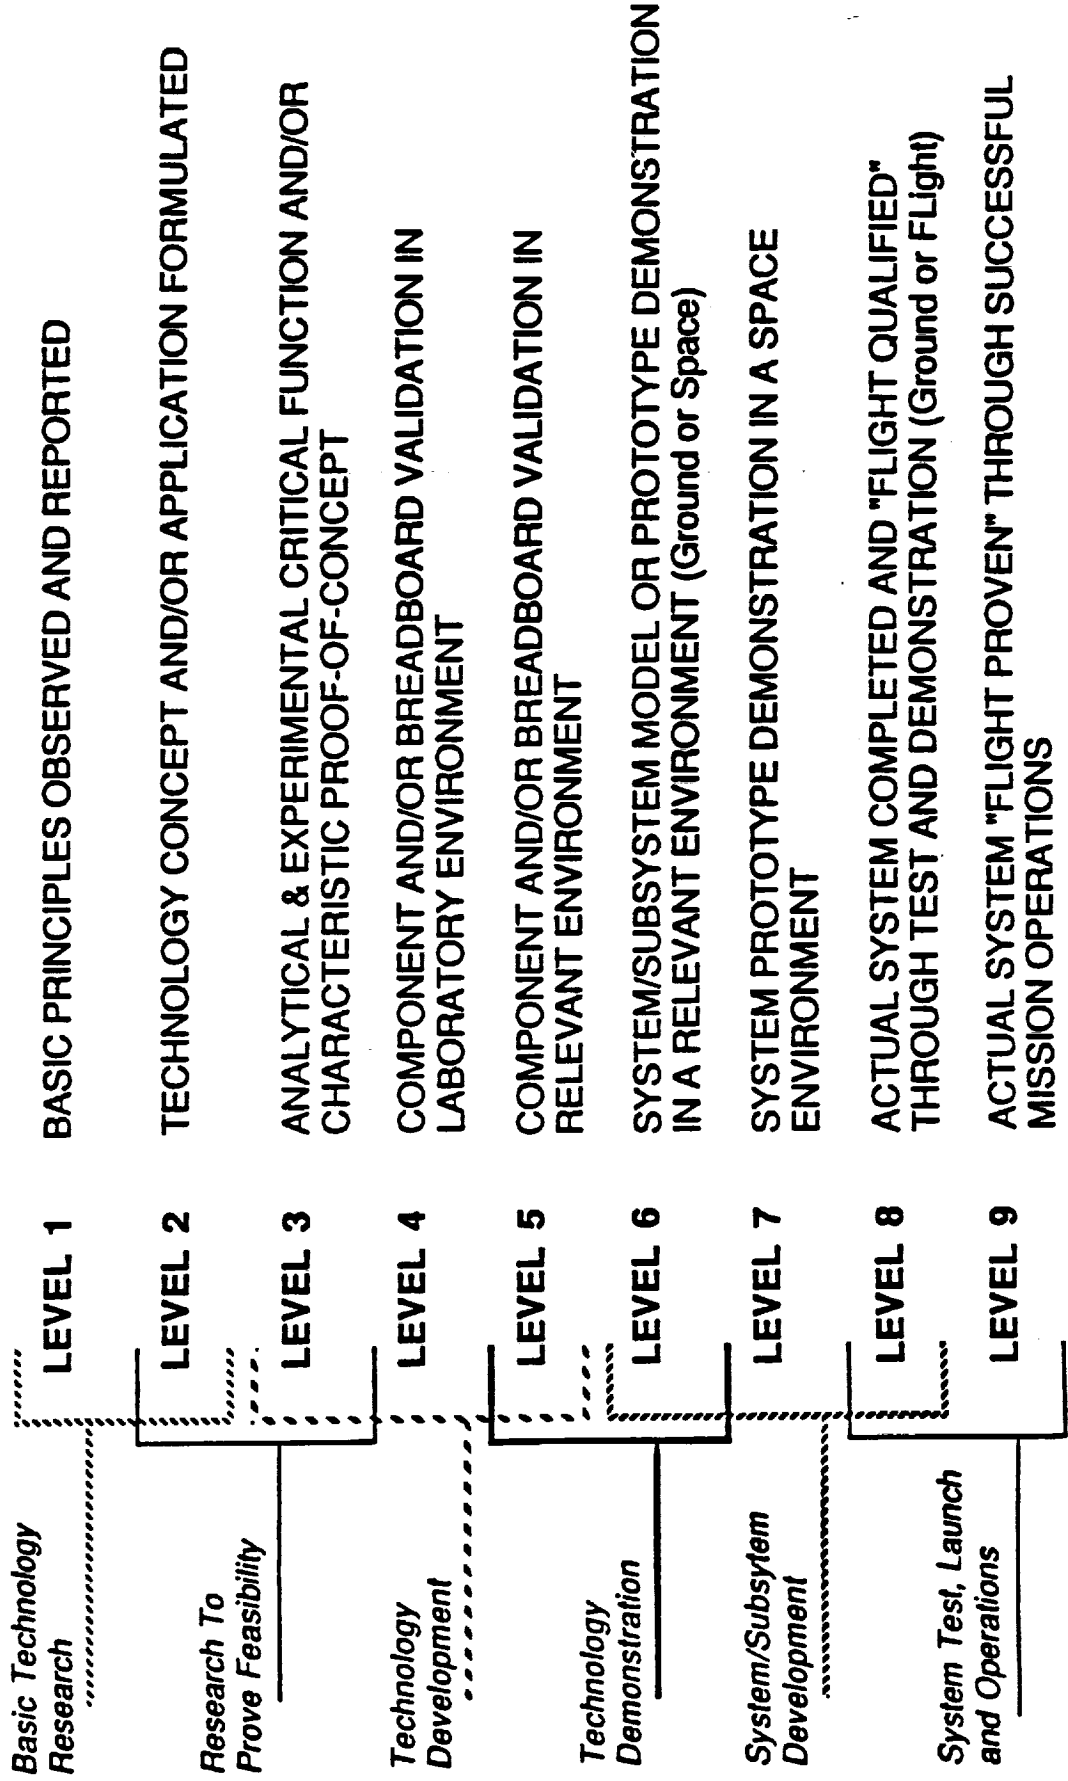 Basic Technology
Research
Research To
Prove Feasibility
Technology
Development
Technology
Demonstration
System/Subsytem
Development
System Test, Launch
and Operations
LEVEL 1
BASIC PRINCIPLES OBSERVED AND REPORTED
LEVEL 2
TECHNOLOGY CONCEPT AND/OR APPLICATION FORMULATED
LEVEL 3
ANALYTICAL & EXPERIMENTAL CRITICAL FUNCTION AND/OR
CHARACTERISTIC PROOF-OF-CONCEPT
LEVEL 4
COMPONENT AND/OR BREADBOARD VALIDATION IN
LABORATORY ENVIRONMENT
LEVEL 5
COMPONENT AND/OR BREADBOARD VALIDATION IN
RELEVANT ENVIRONMENT
LEVEL 6
SYSTEM/SUBSYSTEM MODEL OR PROTOTYPE DEMONSTRATION
IN A RELEVANT ENVIRONMENT (Ground or Space)
LEVEL 7
SYSTEM PROTOTYPE DEMONSTRATION IN A SPACE
ENVIRONMENT
LEVEL 8
ACTUAL SYSTEM COMPLETED AND "FLIGHT QUALIFIED"
THROUGH TEST AND DEMONSTRATION (Ground or FLight)
LEVEL 9
ACTUAL SYSTEM "FLIGHT PROVEN" THROUGH SUCCESSFUL
MISSION OPERATIONS